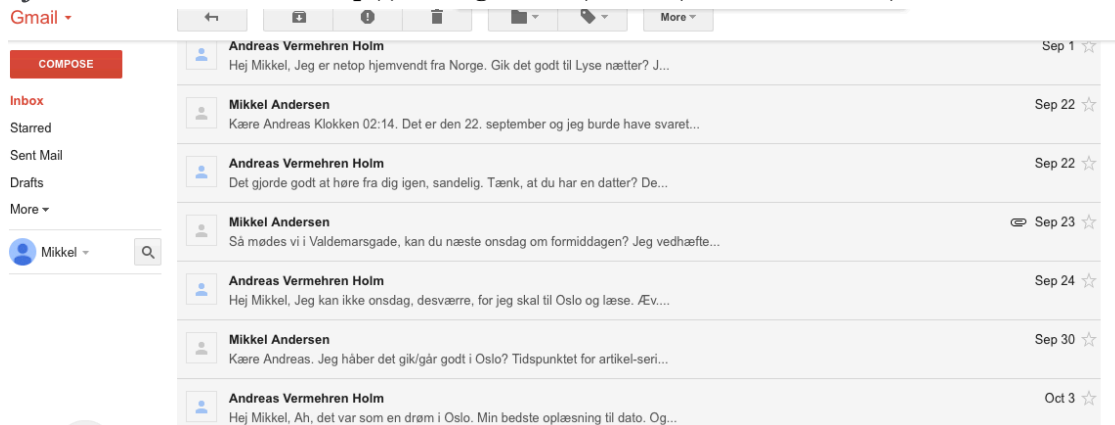 Gmail
More
COMPOSE
Inbox
Starred
Sent Mail
Drafts
More
Mikkel
Andreas Vermehren Holm Sep 1
Hej Mikkel, Jeg er netop hjemvendt fra Norge. Gik det godt til Lyse nætter? J...
Mikkel Andersen Sep 22
Kære Andreas Klokken 02:14. Det er den 22. september og jeg burde have svaret...
Andreas Vermehren Holm Sep 22
Det gjorde godt at høre fra dig igen, sandelig. Tænk, at du har en datter? De...
Mikkel Andersen Sep 23
Så mødes vi i Valdemarsgade, kan du næste onsdag om formiddagen? Jeg vedhæfte...
Andreas Vermehren Holm Sep 24
Hej Mikkel, Jeg kan ikke onsdag, desværre, for jeg skal til Oslo og læse. Æv....
Mikkel Andersen Sep 30
Kære Andreas. Jeg håber det gik/går godt i Oslo? Tidspunktet for artikel-seri...
Andreas Vermehren Holm Oct 3
Hej Mikkel, Ah, det var som en drøm i Oslo. Min bedste oplæsning til dato. Og...